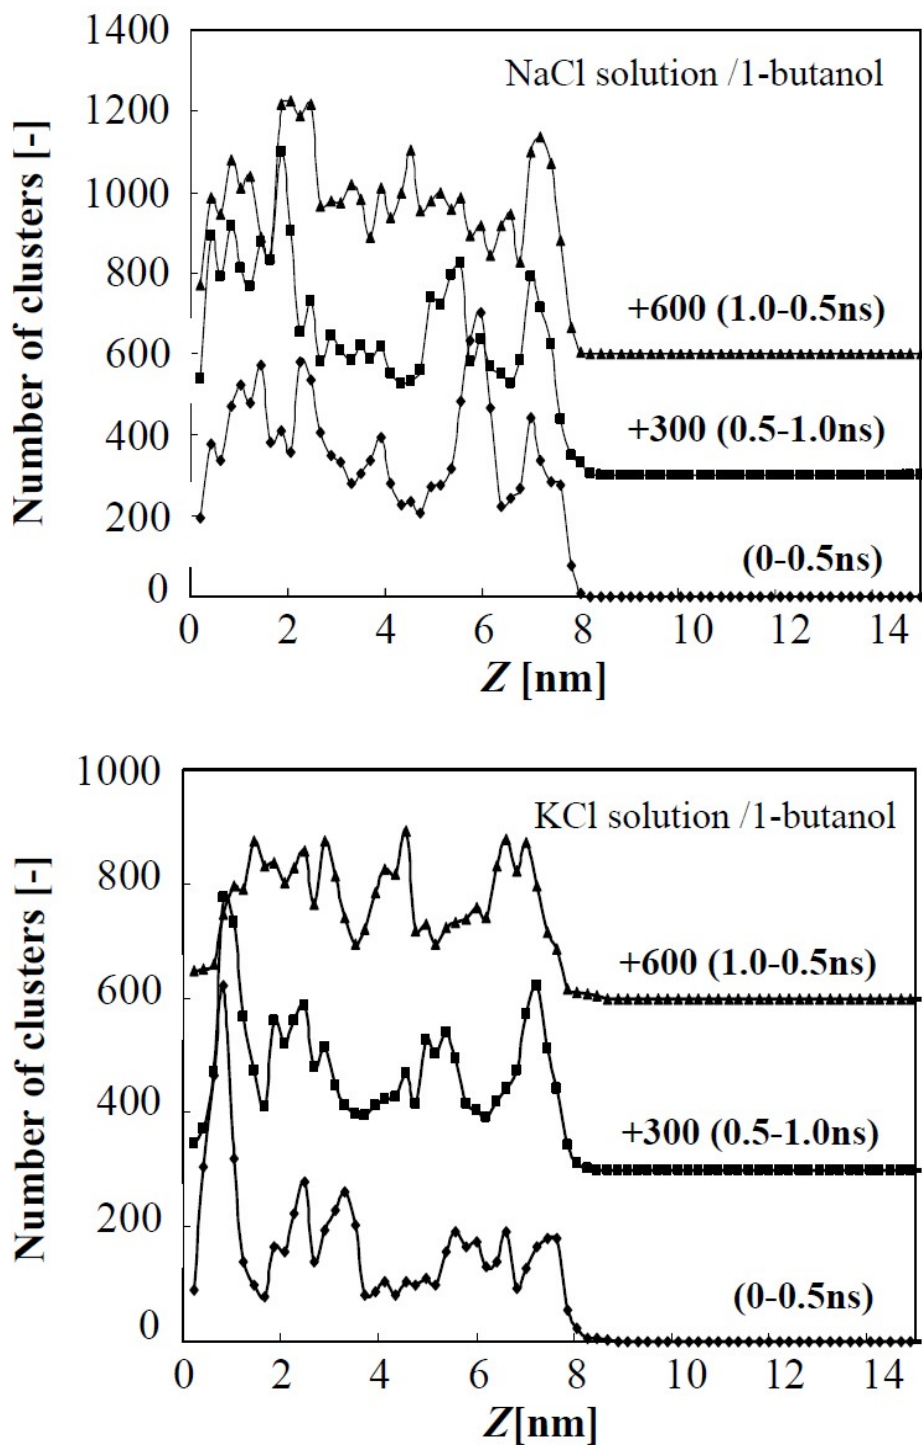 1400
1200
1000
800
600
400
200
0
Number of clusters [-]
NaCl solution /1-butanol
+600 (1.0-0.5ns)
+300 (0.5-1.0ns)
(0-0.5ns)
0 2 4 6 8 10 12 14
Z [nm]
1000
800
600
400
200
0
Number of clusters [-]
KCl solution /1-butanol
+600 (1.0-0.5ns)
+300 (0.5-1.0ns)
(0-0.5ns)
0 2 4 6 8 10 12 14
Z[nm]